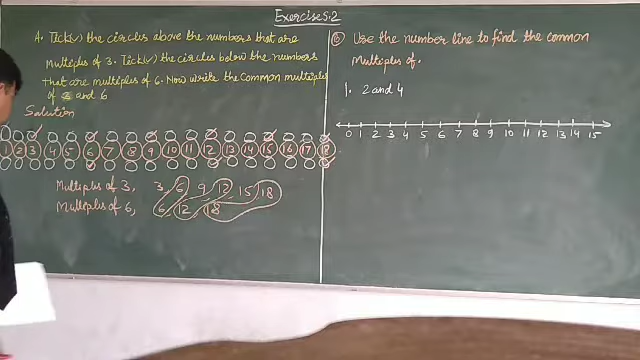 Exercise 5.2
A. Tick(✓) the circles above the numbers that are
Multiples of 3. Tick(✓) the circles below the numbers
that are multiples of 6. Now write the Common multiples
of 3 and 6
Solution
1 2 3 4 5 6 7 8 9 10 11 12 13 14 15 16 17 18
Multiples of 3, 3, 6, 9, 12, 15, 18
Multiples of 6, 6, 12, 18
B Use the number line to find the common
Multiples of.
1. 2 and 4
0 1 2 3 4 5 6 7 8 9 10 11 12 13 14 15